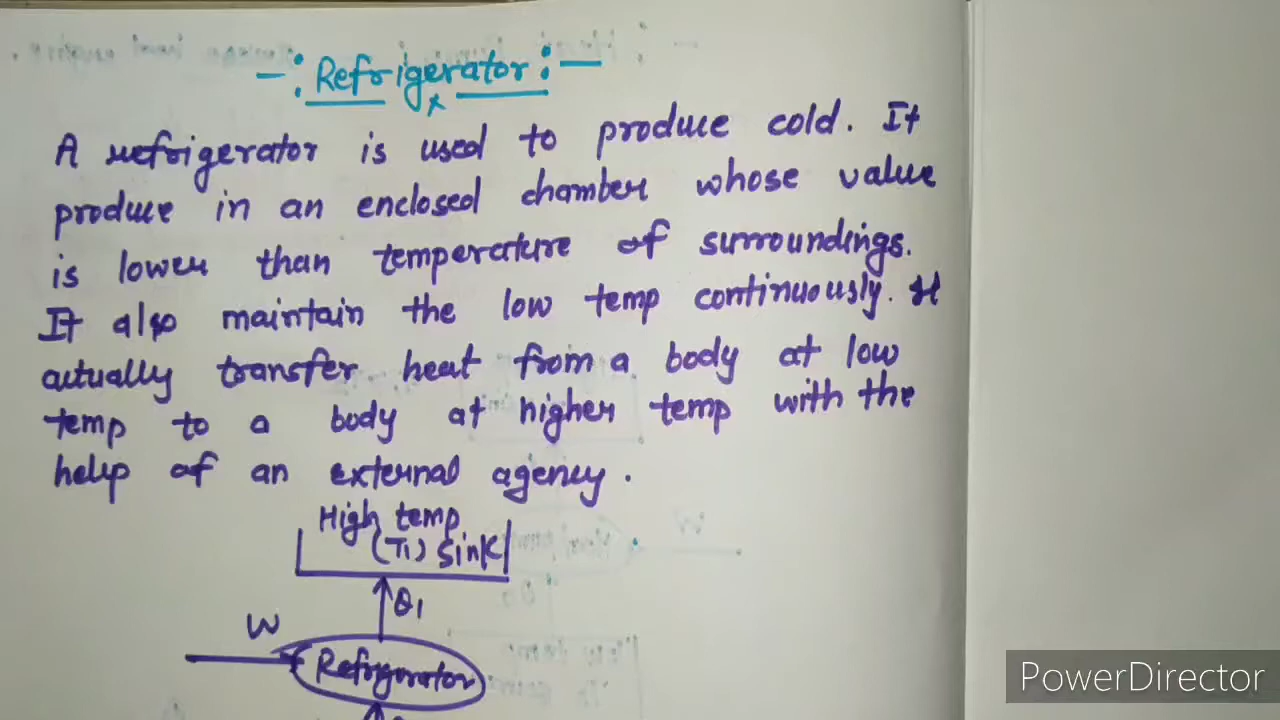 -: Refrigerator :-
A refrigerator is used to produce cold. It
produce in an enclosed chamber whose value
is lower than temperature of surroundings.
It also maintain the low temp continuously. It
actually transfer heat from a body at low
temp to a body at higher temp with the
help of an external agency.
High temp
(T1) Sink
Q1
W
Refrigerator
PowerDirector